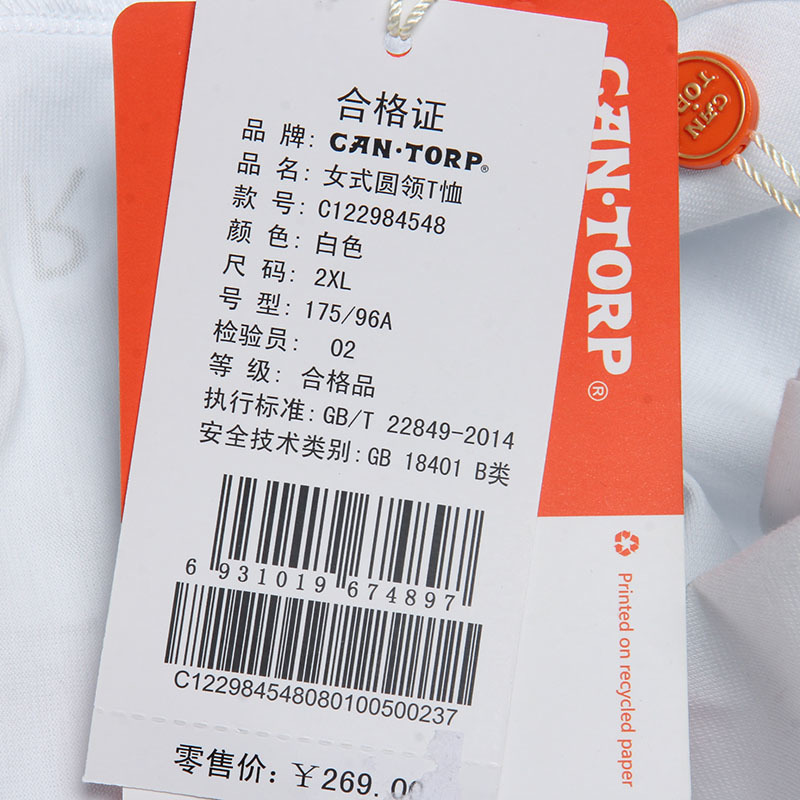 合格证
品 牌: CAN·TORP®
品 名: 女式圆领T恤
款 号: C122984548
颜 色: 白色
尺 码: 2XL
号 型: 175/96A
检验员: 02
等 级: 合格品
执行标准: GB/T 22849-2014
安全技术类别: GB 18401 B类
6 931019 674897
C122984548080100500237
零售价: ￥269.00
CAN·TORP®
Printed on recycled paper
CAN
TORP